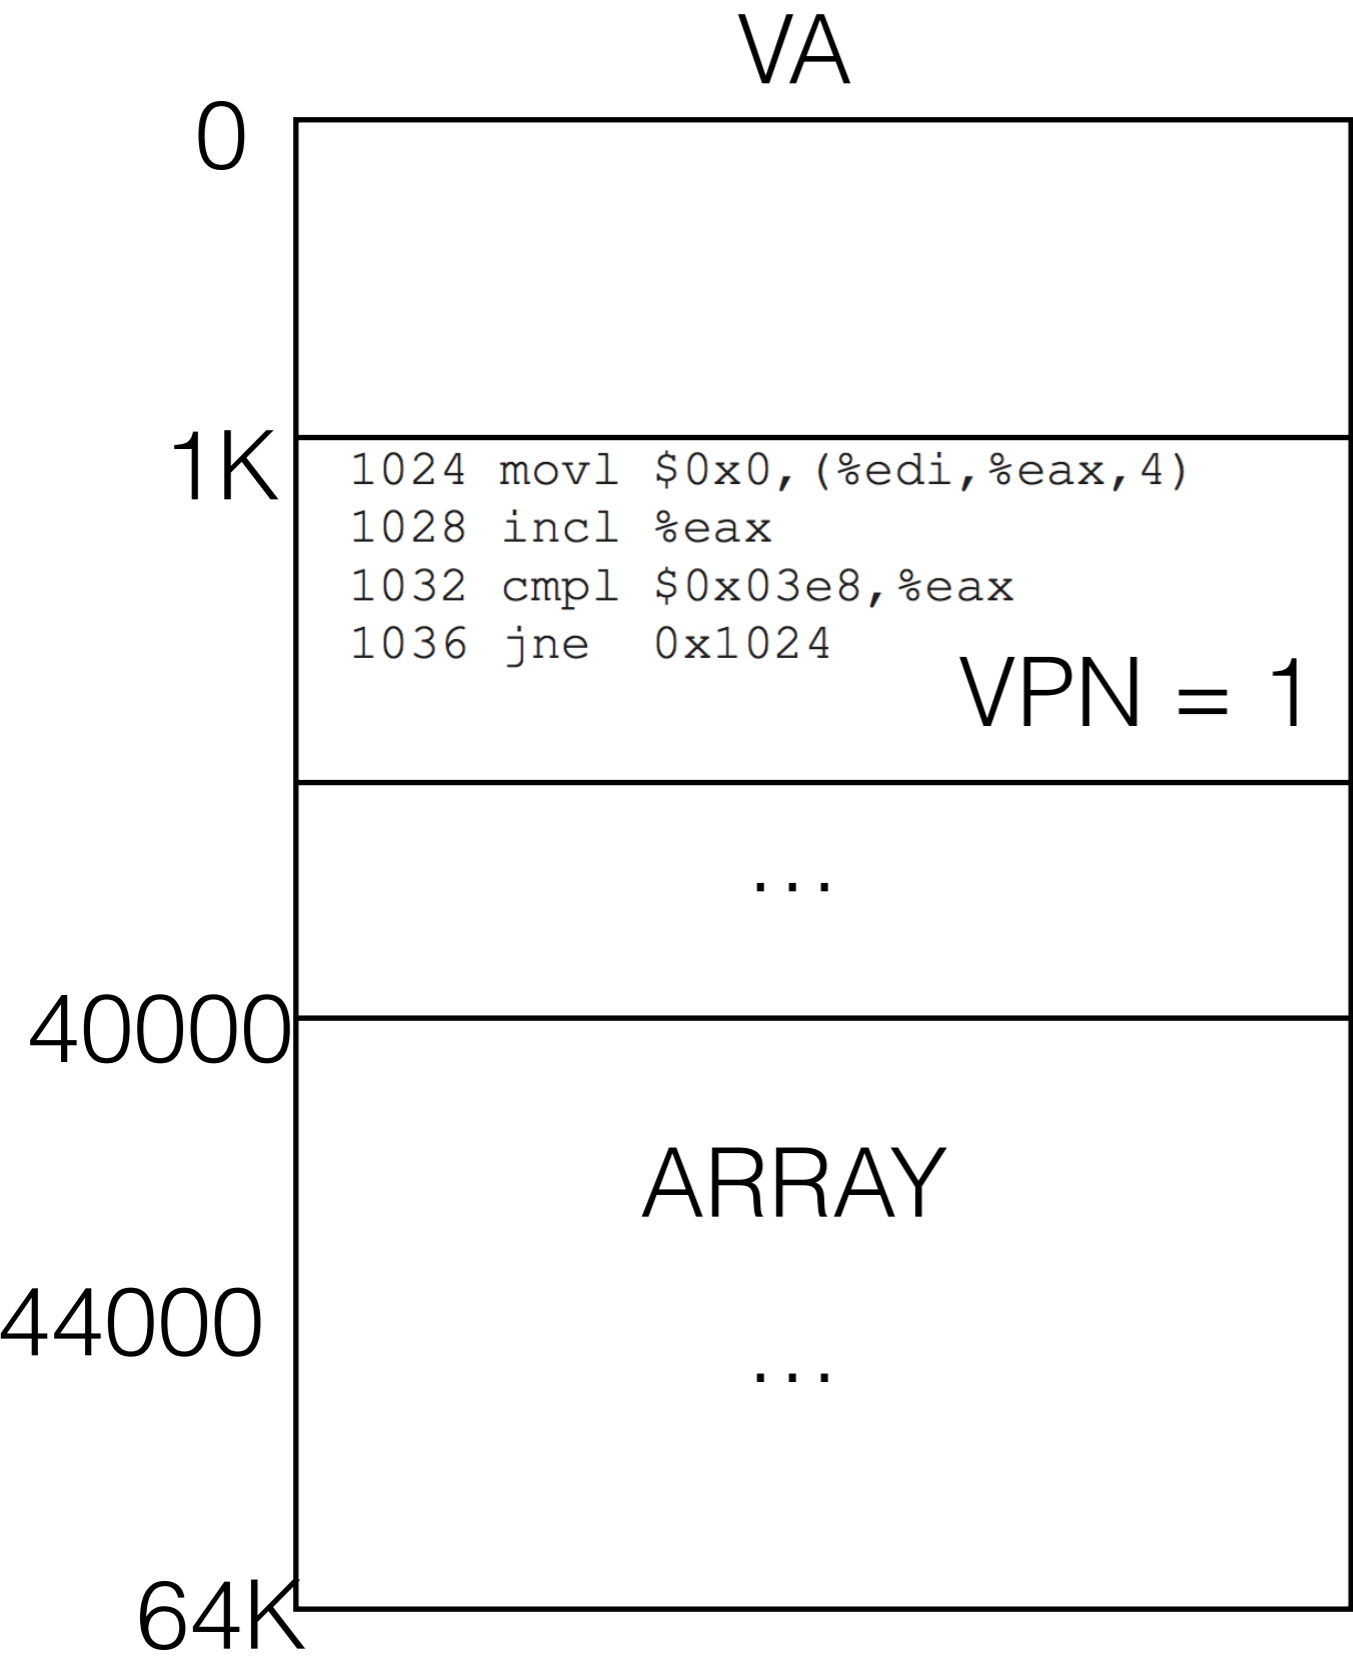 VA
0
1K
1024 movl $0x0,(%edi,%eax,4)
1028 incl %eax
1032 cmpl $0x03e8,%eax
1036 jne 0x1024
VPN = 1
...
40000
ARRAY
44000
...
64K